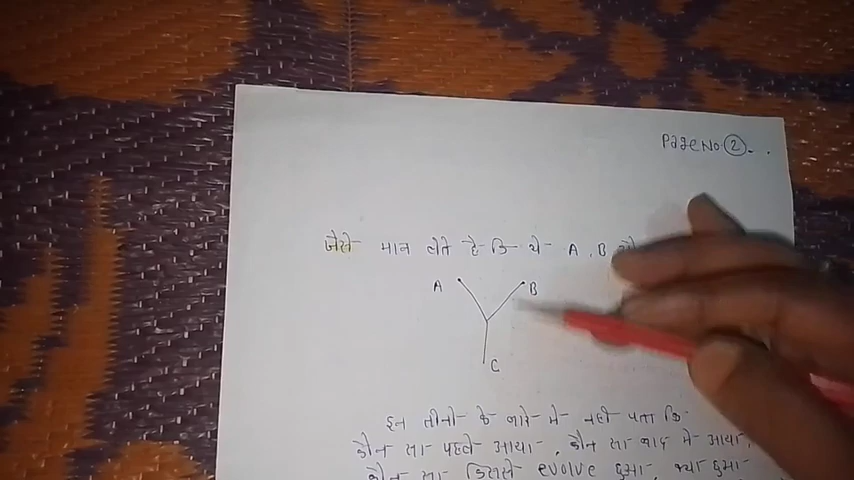 Page No. 2
जैसे मान लेते है कि ये A, B
A
B
C
इन तीनो के बारे मे नही पता कि
कौन सा पहले आया, कौन सा बाद मे आया,
कौन सा किससे evolve हुआ, क्या हुआ